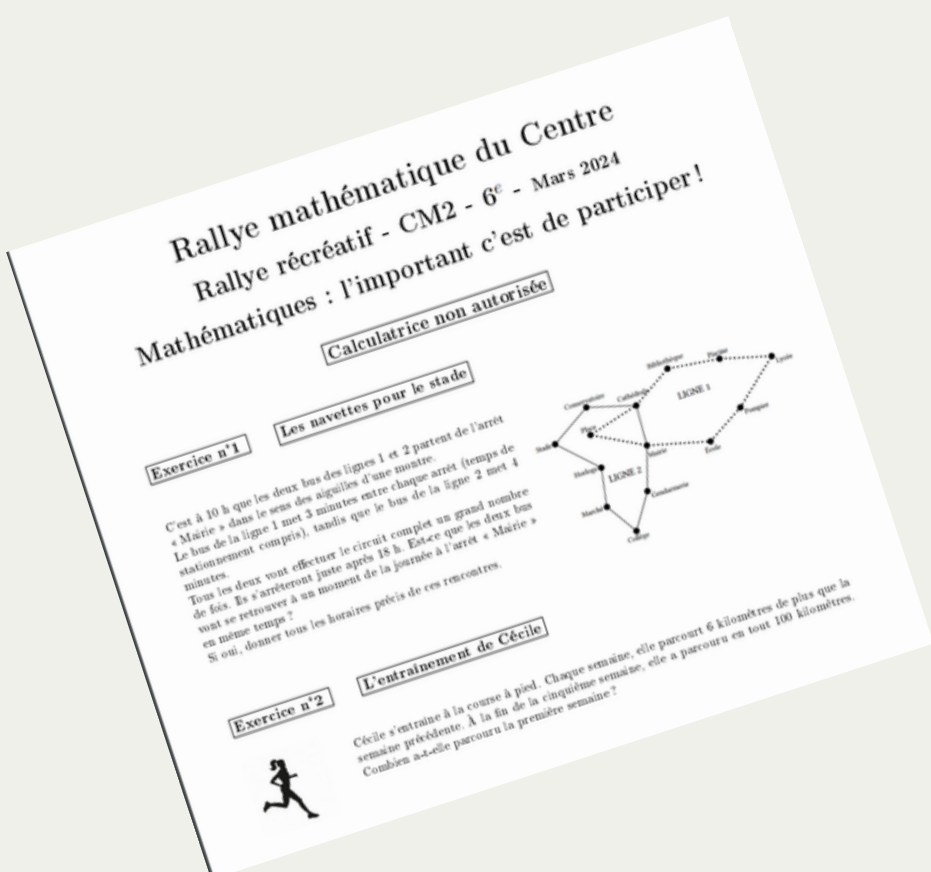 Rallye mathématique du Centre
Rallye récréatif - CM2 - 6e - Mars 2024
Mathématiques : l'important c'est de participer !
Calculatrice non autorisée
Exercice n°1
Les navettes pour le stade
C'est à 10 h que les deux bus des lignes 1 et 2 partent de l'arrêt
« Mairie » dans le sens des aiguilles d'une montre.
Le bus de la ligne 1 met 3 minutes entre chaque arrêt (temps de
stationnement compris), tandis que le bus de la ligne 2 met 4
minutes.
Tous les deux vont effectuer le circuit complet un grand nombre
de fois. Ils s'arrêteront juste après 18 h. Est-ce que les deux bus
vont se retrouver à un moment de la journée à l'arrêt « Mairie »
en même temps ?
Si oui, donner tous les horaires précis de ces rencontres.
Bibliothèque
Piscine
Lycée
LIGNE 1
Pompier
École
Cathédrale
Conservatoire
Place
Stade
Mairie
LIGNE 2
Gendarmerie
Marché
Collège
Exercice n°2
L'entraînement de Cécile
Cécile s'entraine à la course à pied. Chaque semaine, elle parcourt 6 kilomètres de plus que la
semaine précédente. À la fin de la cinquième semaine, elle a parcouru en tout 100 kilomètres.
Combien a-t-elle parcouru la première semaine ?